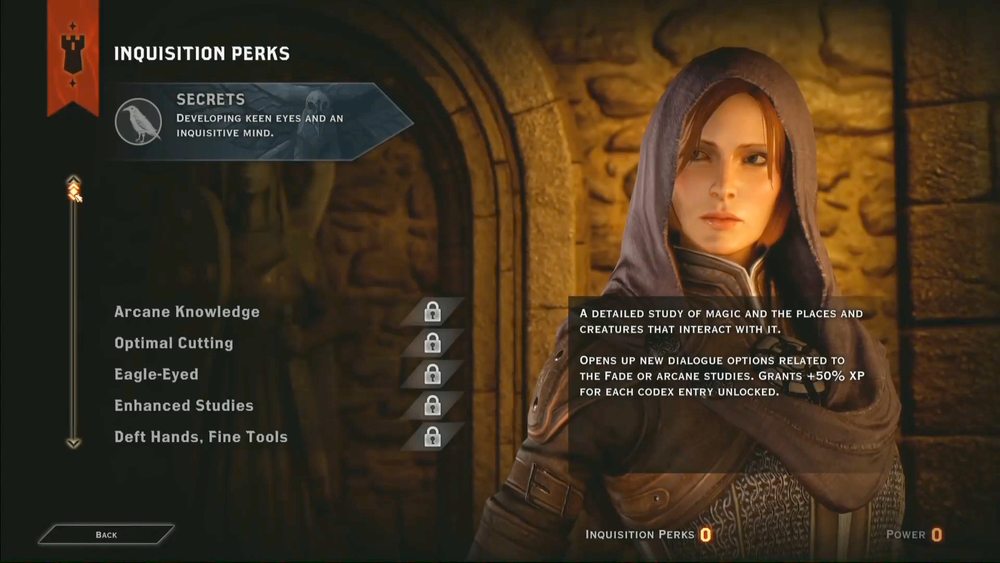 INQUISITION PERKS
SECRETS
DEVELOPING KEEN EYES AND AN
INQUISITIVE MIND.
Arcane Knowledge
Optimal Cutting
Eagle-Eyed
Enhanced Studies
Deft Hands, Fine Tools
A DETAILED STUDY OF MAGIC AND THE PLACES AND
CREATURES THAT INTERACT WITH IT.
OPENS UP NEW DIALOGUE OPTIONS RELATED TO
THE FADE OR ARCANE STUDIES. GRANTS +50% XP
FOR EACH CODEX ENTRY UNLOCKED.
BACK
INQUISITION PERKS 0
POWER 0